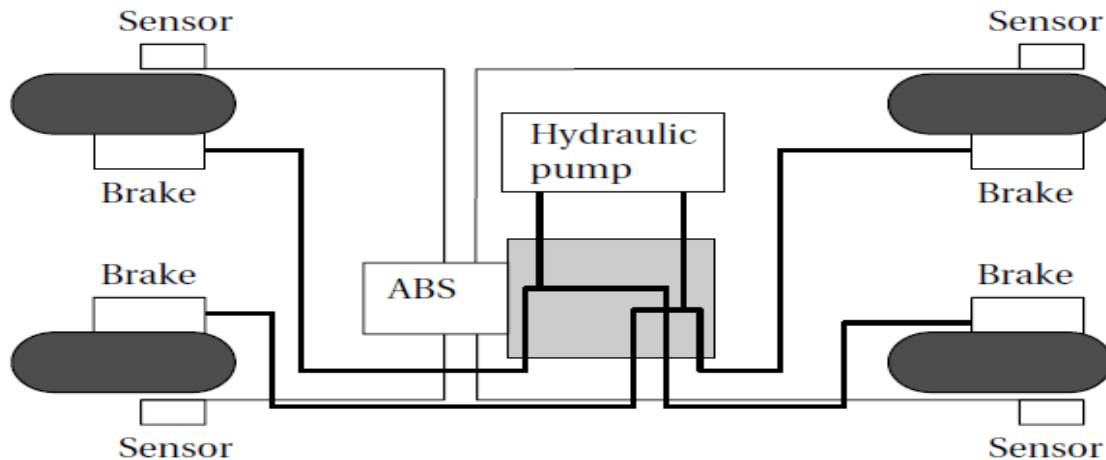 Sensor
Sensor
Hydraulic
pump
Brake
Brake
Brake
ABS
Brake
Sensor
Sensor